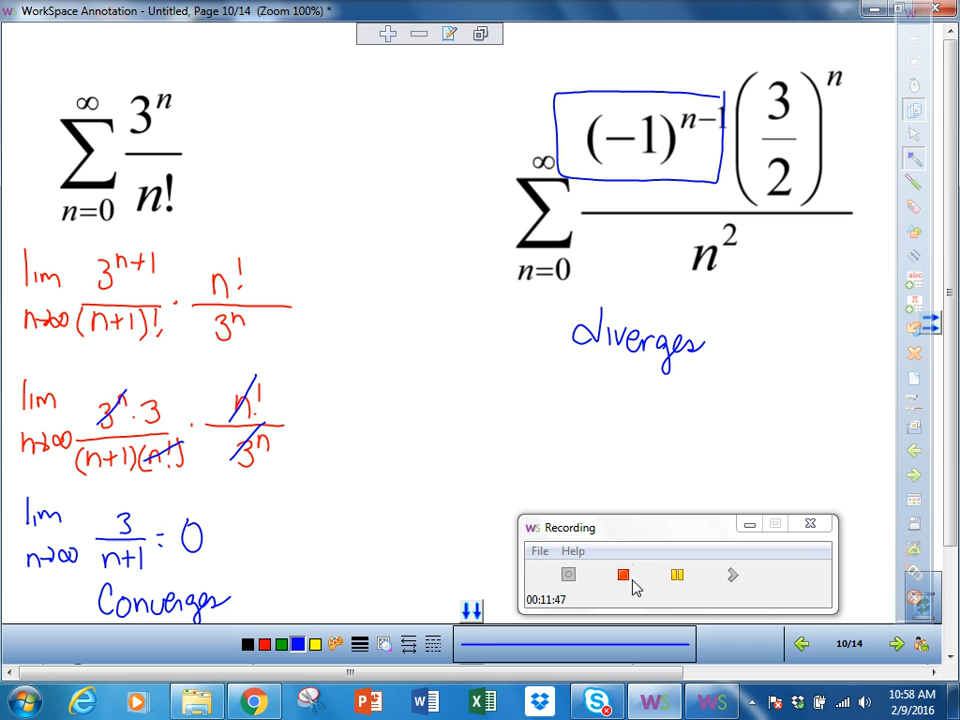 WorkSpace Annotation - Untitled, 10/14 (Zoom 100%) *
∞
∑ 3^n / n!
n=0
lim 3^{n+1} / (n+1)! · n! / 3^n
n→∞
lim 3^n · 3 / (n+1)(n!) · n! / 3^n
n→∞
lim 3 / n+1 = 0
n→∞
Converges
∞
∑ (−1)^{n−1} (3/2)^n / n^2
n=0
diverges
WS Recording
File Help
00:11:47
abc
π
10/14
W S
W S
10:58 AM
2/9/2016